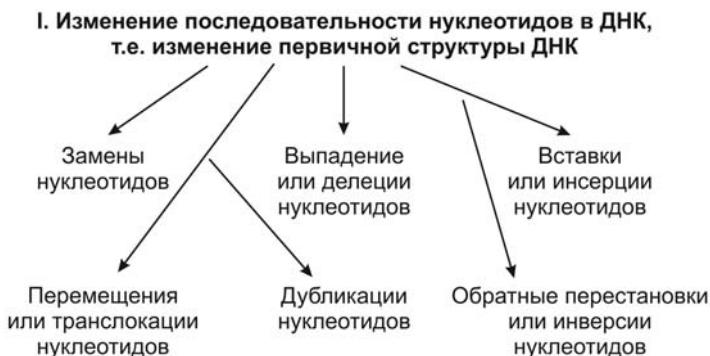 I. Изменение последовательности нуклеотидов в ДНК,
т.е. изменение первичной структуры ДНК
Замены
нуклеотидов
Выпадение
или делеции
нуклеотидов
Вставки
или инсерции
нуклеотидов
Перемещения
или транслокации
нуклеотидов
Дубликации
нуклеотидов
Обратные перестановки
или инверсии
нуклеотидов